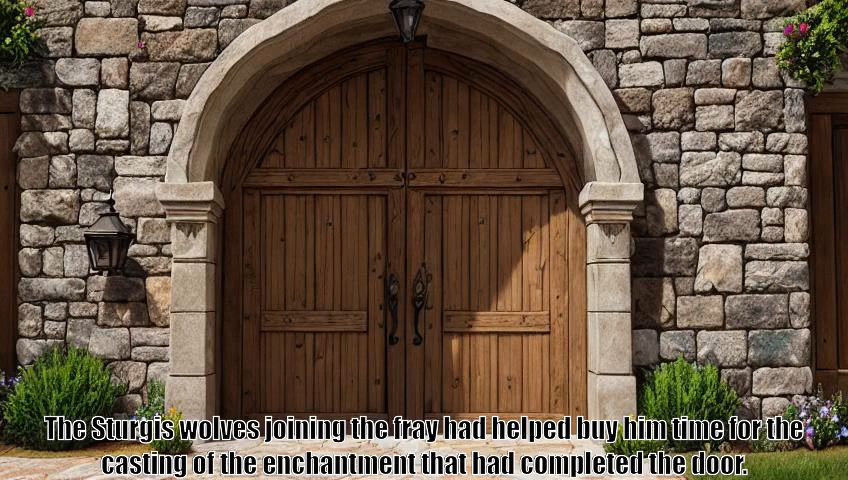 The Sturgis wolves joining the fray had helped buy him time for the
casting of the enchantment that had completed the door.